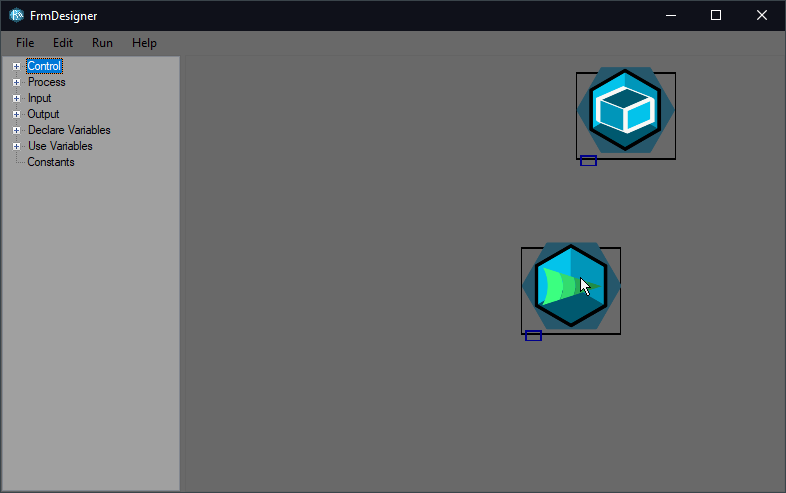 FrmDesigner
File Edit Run Help
Control
Process
Input
Output
Declare Variables
Use Variables
Constants